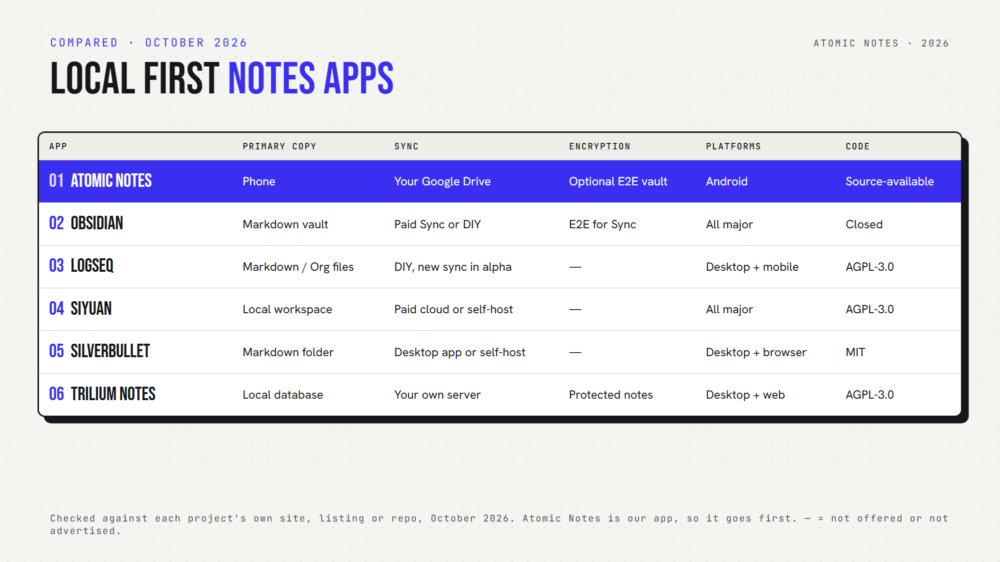 COMPARED · OCTOBER 2026
ATOMIC NOTES · 2026
LOCAL FIRST NOTES APPS
APP PRIMARY COPY SYNC ENCRYPTION PLATFORMS CODE
01 ATOMIC NOTES Phone Your Google Drive Optional E2E vault Android Source-available
02 OBSIDIAN Markdown vault Paid Sync or DIY E2E for Sync All major Closed
03 LOGSEQ Markdown / Org files DIY, new sync in alpha — Desktop + mobile AGPL-3.0
04 SIYUAN Local workspace Paid cloud or self-host — All major AGPL-3.0
05 SILVERBULLET Markdown folder Desktop app or self-host — Desktop + browser MIT
06 TRILIUM NOTES Local database Your own server Protected notes Desktop + web AGPL-3.0
Checked against each project's own site, listing or repo, October 2026. Atomic Notes is our app, so it goes first. — = not offered or not
advertised.